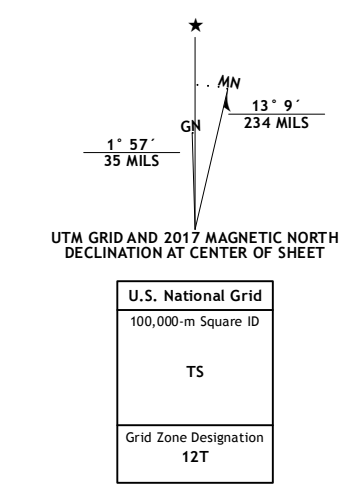 ★
MN
GN
13° 9´
234 MILS
1° 57´
35 MILS
UTM GRID AND 2017 MAGNETIC NORTH
DECLINATION AT CENTER OF SHEET
U.S. National Grid
100,000-m Square ID
TS
Grid Zone Designation
12T